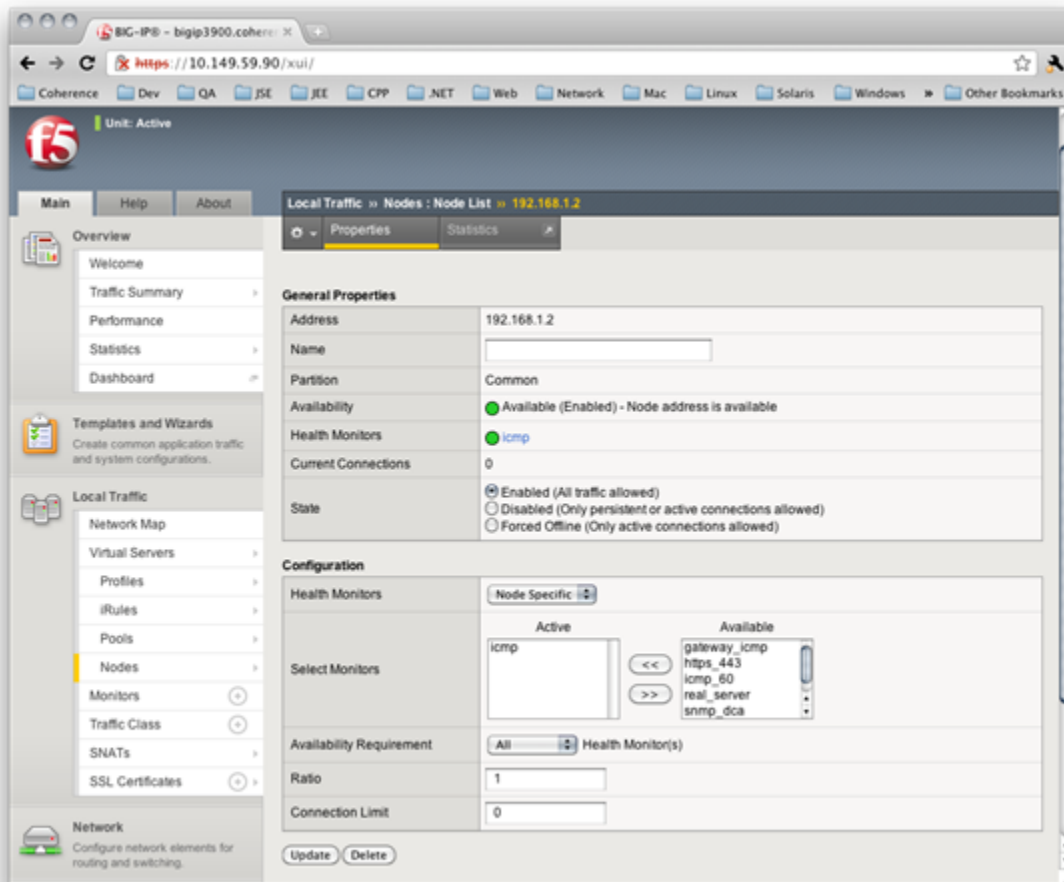 BIG-IP® - bigip3900.cohere
https://10.149.59.90/xui/
Coherence Dev QA JSE JEE CPP .NET Web Network Mac Linux Solaris Windows » Other Bookmarks
f5
Unit: Active
Main Help About
Local Traffic » Nodes : Node List » 192.168.1.2
Properties Statistics
Overview
Welcome
Traffic Summary
Performance
Statistics
Dashboard
Templates and Wizards
Create common application traffic
and system configurations.
Local Traffic
Network Map
Virtual Servers
Profiles
iRules
Pools
Nodes
Monitors
Traffic Class
SNATs
SSL Certificates
Network
Configure network elements for
routing and switching.
General Properties
Address 192.168.1.2
Name
Partition Common
Availability Available (Enabled) - Node address is available
Health Monitors icmp
Current Connections 0
State
Enabled (All traffic allowed)
Disabled (Only persistent or active connections allowed)
Forced Offline (Only active connections allowed)
Configuration
Health Monitors Node Specific
Select Monitors
Active Available
icmp
<<
>>
gateway_icmp
https_443
icmp_60
real_server
snmp_dca
Availability Requirement All Health Monitor(s)
Ratio 1
Connection Limit 0
Update Delete